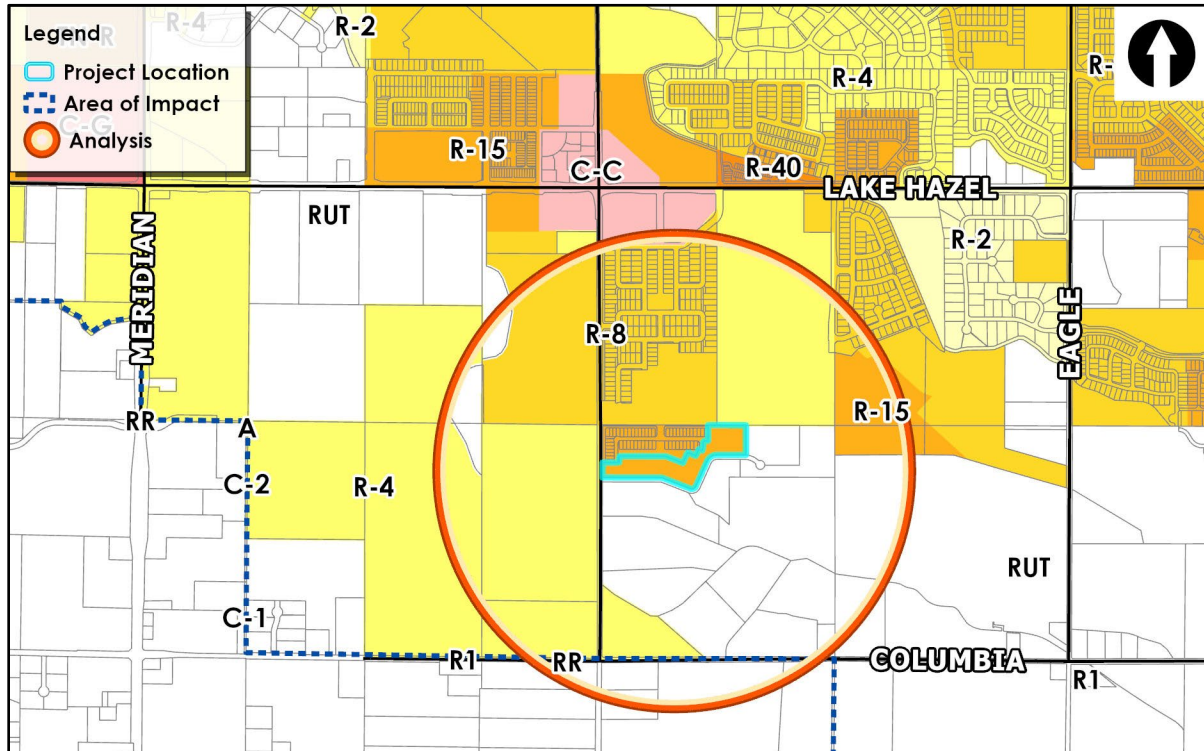 Legend
Project Location
Area of Impact
Analysis
TN-R
R-4
R-2
C-G
R-4
R-
R-15
C-C
R-40
LAKE HAZEL
RUT
R-2
MERIDIAN
EAGLE
R-8
RR
A
R-15
C-2
R-4
RUT
C-1
R1
RR
COLUMBIA
R1